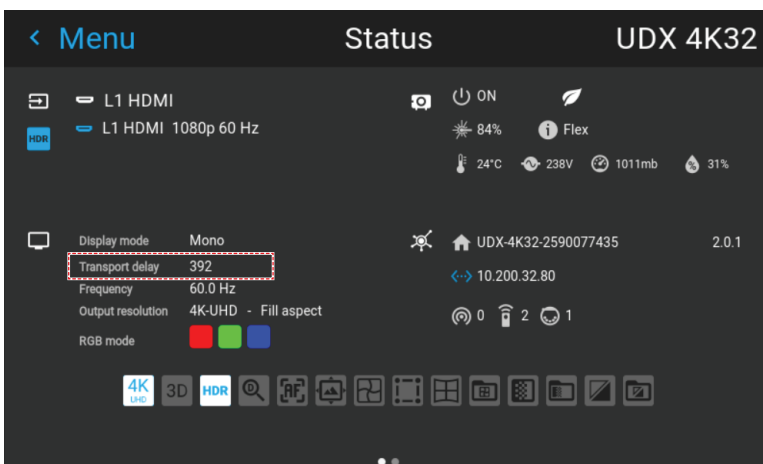 ‹ Menu Status UDX 4K32
L1 HDMI
HDR L1 HDMI 1080p 60 Hz
ON
84% i Flex
24°C 238V 1011mb 31%
Display mode Mono
Transport delay 392
Frequency 60.0 Hz
Output resolution 4K-UHD - Fill aspect
RGB mode
UDX-4K32-2590077435 2.0.1
10.200.32.80
0 2 1
4K UHD 3D HDR D AF